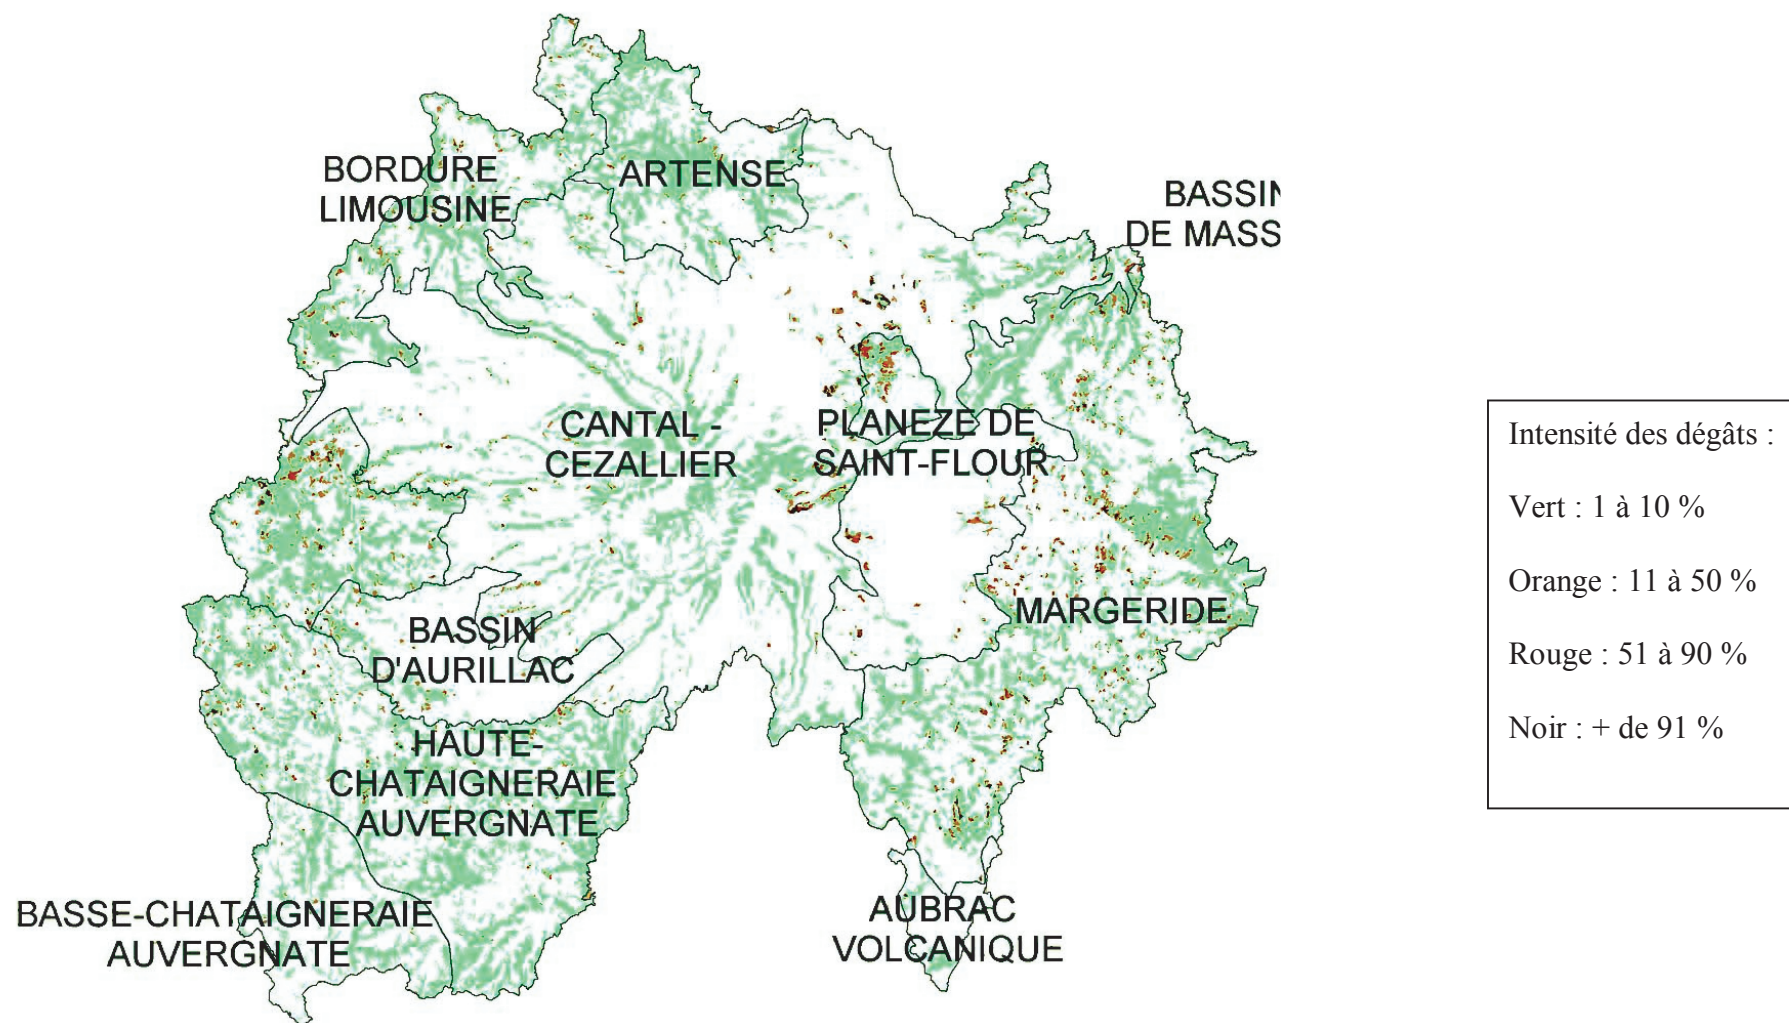 BORDURE
LIMOUSINE
ARTENSE
BASSIN
DE MASS
CANTAL -
CEZALLIER
PLANEZE DE
SAINT-FLOUR
BASSIN
D'AURILLAC
MARGERIDE
HAUTE-
CHATAIGNERAIE
AUVERGNATE
BASSE-CHATAIGNERAIE
AUVERGNATE
AUBRAC
VOLCANIQUE
Intensité des dégâts :
Vert : 1 à 10 %
Orange : 11 à 50 %
Rouge : 51 à 90 %
Noir : + de 91 %